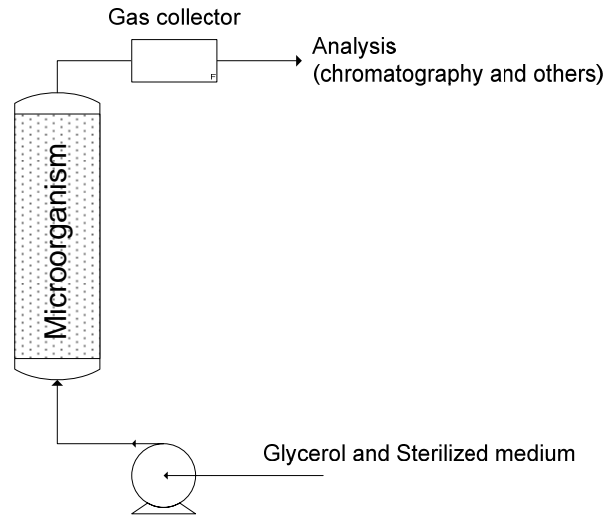 Gas collector
F
Analysis
(chromatography and others)
Microorganism
Glycerol and Sterilized medium